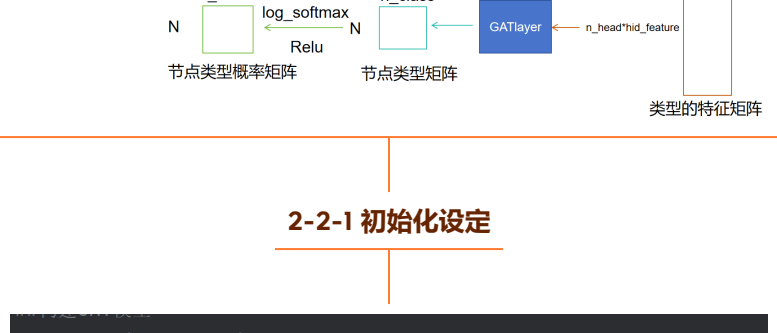 log_softmax
N
N
Relu
GATlayer
n_head*hid_feature
节点类型概率矩阵
节点类型矩阵
类型的特征矩阵
2-2-1 初始化设定